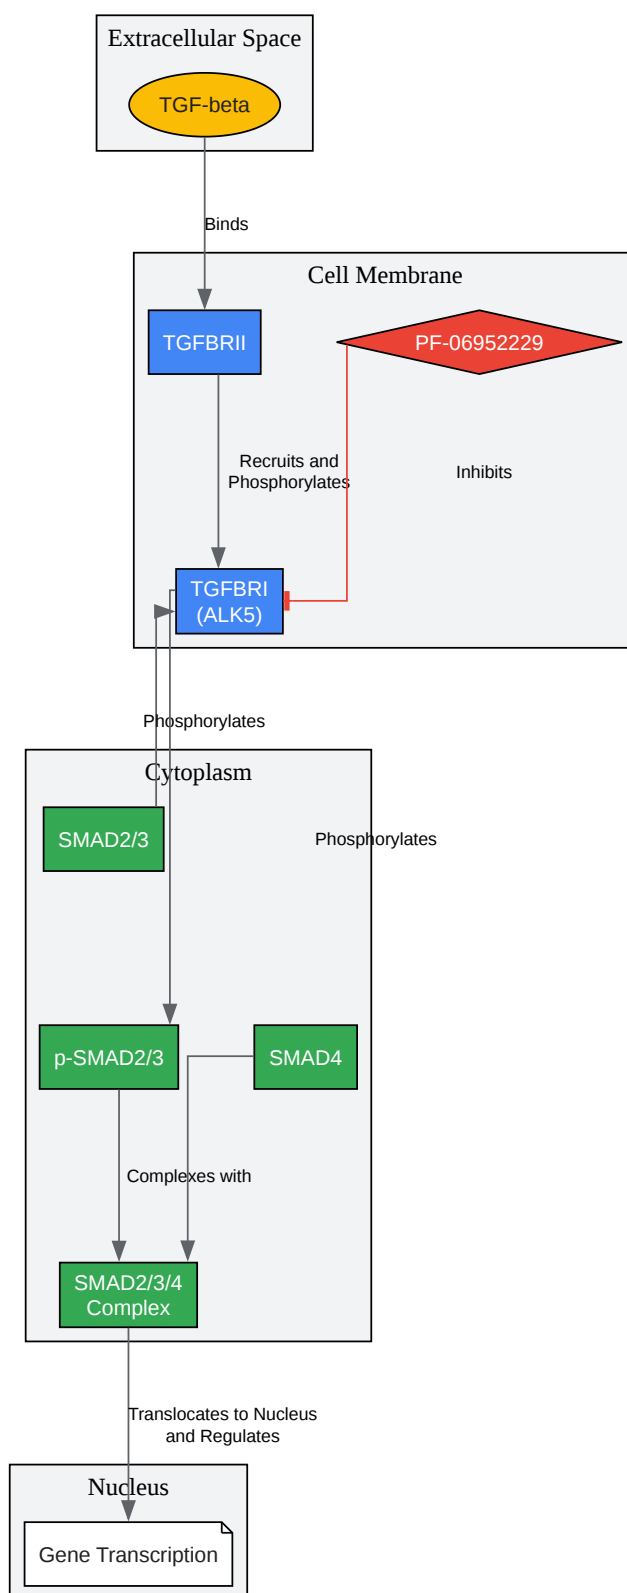 Extracellular Space
TGF-beta
Binds
Cell Membrane
TGFBRII
PF-06952229
Recruits and
Phosphorylates
Inhibits
TGFBRI
(ALK5)
Phosphorylates
Cytoplasm
SMAD2/3
Phosphorylates
p-SMAD2/3
SMAD4
Complexes with
SMAD2/3/4
Complex
Translocates to Nucleus
and Regulates
Nucleus
Gene Transcription